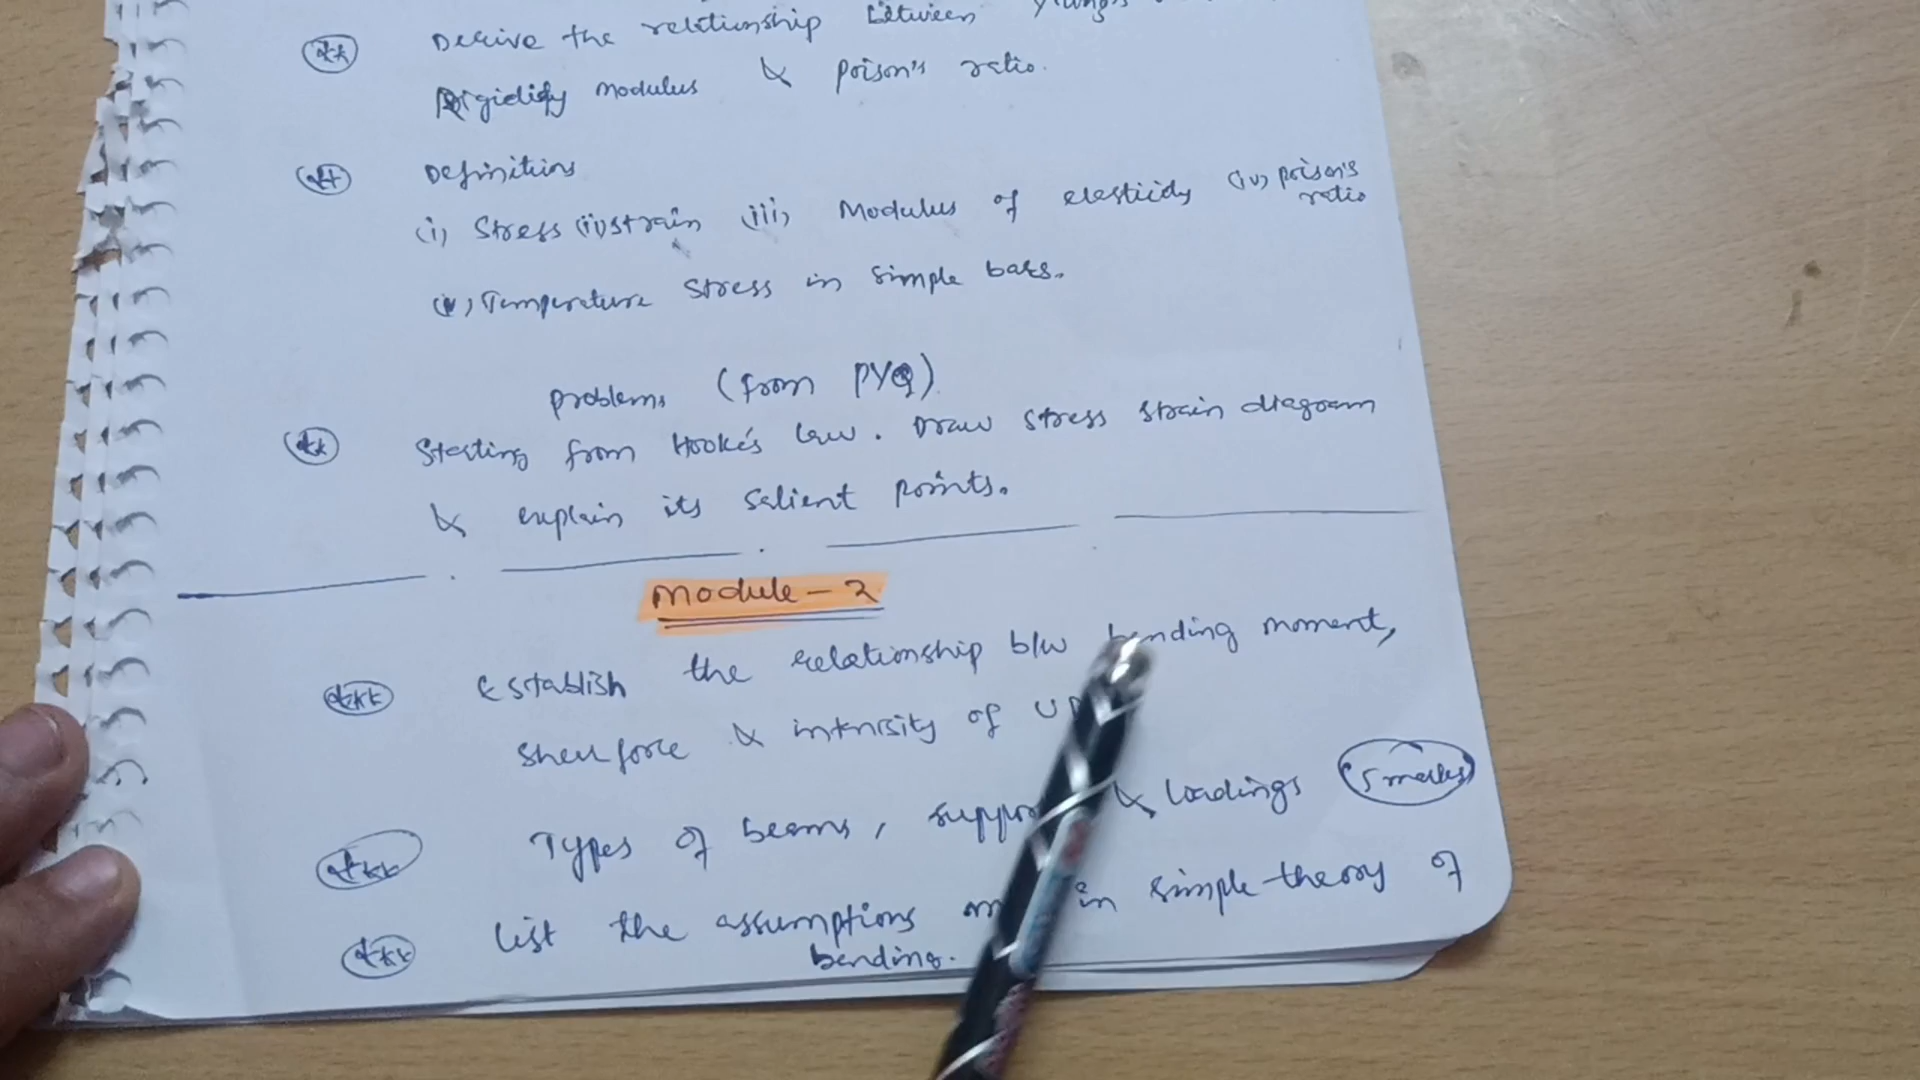 ** Derive the relationship between Young's
Rigidify modulus & poison's ratio.
** Definitions
(i) Stress (ii) strain (iii) Modulus of elesticidy (iv) poison's
ratio
(v) Temperature stress in simple bars.
problems (from PYQ)
** Starting from Hooke's law. Draw stress strain diagram
& explain its salient points.
Module-2
*** Establish the relationship b/w bending moment,
shear force & intensity of
*** Types of beams, & loadings 5 marks
*** List the assumptions in simple theory of
bending.